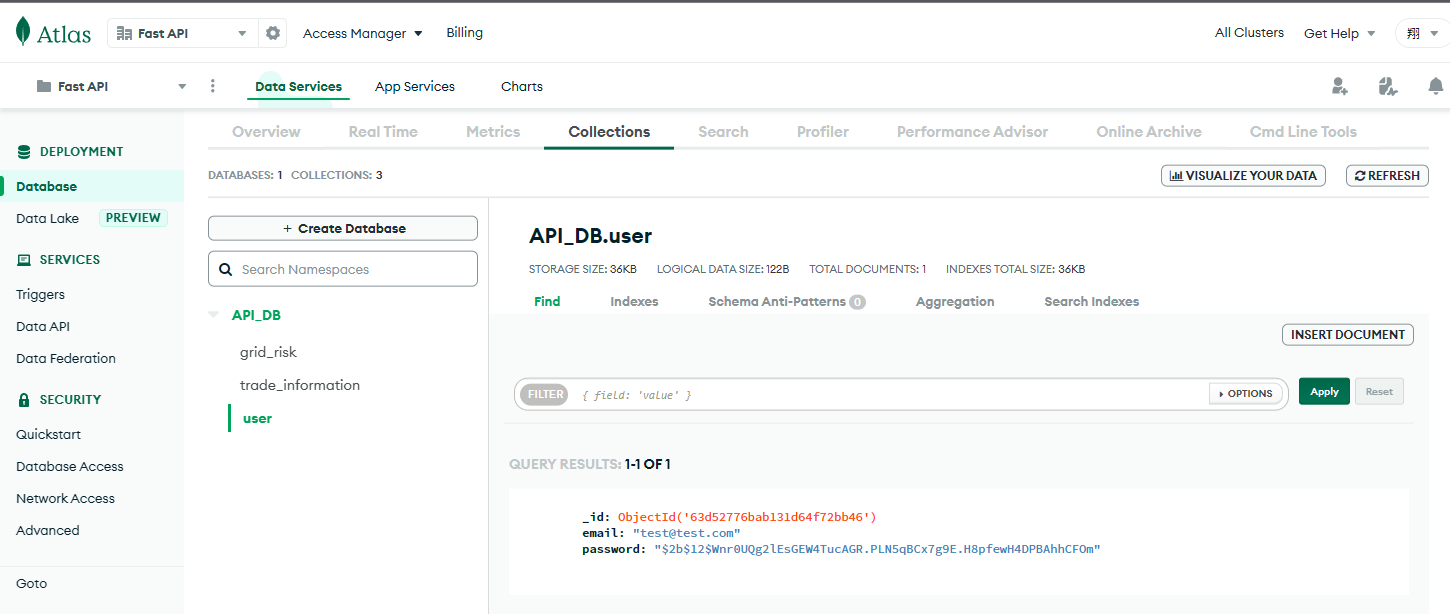 Atlas Fast API Access Manager Billing All Clusters Get Help 翔
Fast API Data Services App Services Charts
Overview Real Time Metrics Collections Search Profiler Performance Advisor Online Archive Cmd Line Tools
DEPLOYMENT
Database
Data Lake PREVIEW
SERVICES
Triggers
Data API
Data Federation
SECURITY
Quickstart
Database Access
Network Access
Advanced
Goto
DATABASES: 1 COLLECTIONS: 3 VISUALIZE YOUR DATA REFRESH
+ Create Database
Search Namespaces
API_DB
grid_risk
trade_information
user
API_DB.user
STORAGE SIZE: 36KB LOGICAL DATA SIZE: 122B TOTAL DOCUMENTS: 1 INDEXES TOTAL SIZE: 36KB
Find Indexes Schema Anti-Patterns 0 Aggregation Search Indexes
INSERT DOCUMENT
FILTER { field: 'value' } OPTIONS Apply Reset
QUERY RESULTS: 1-1 OF 1
_id: ObjectId('63d52776bab131d64f72bb46')
email: "test@test.com"
password: "$2b$12$Wnr0UQg2lEsGEW4TucAGR.PLN5qBCx7g9E.H8pfewH4DPBAhhCFOm"